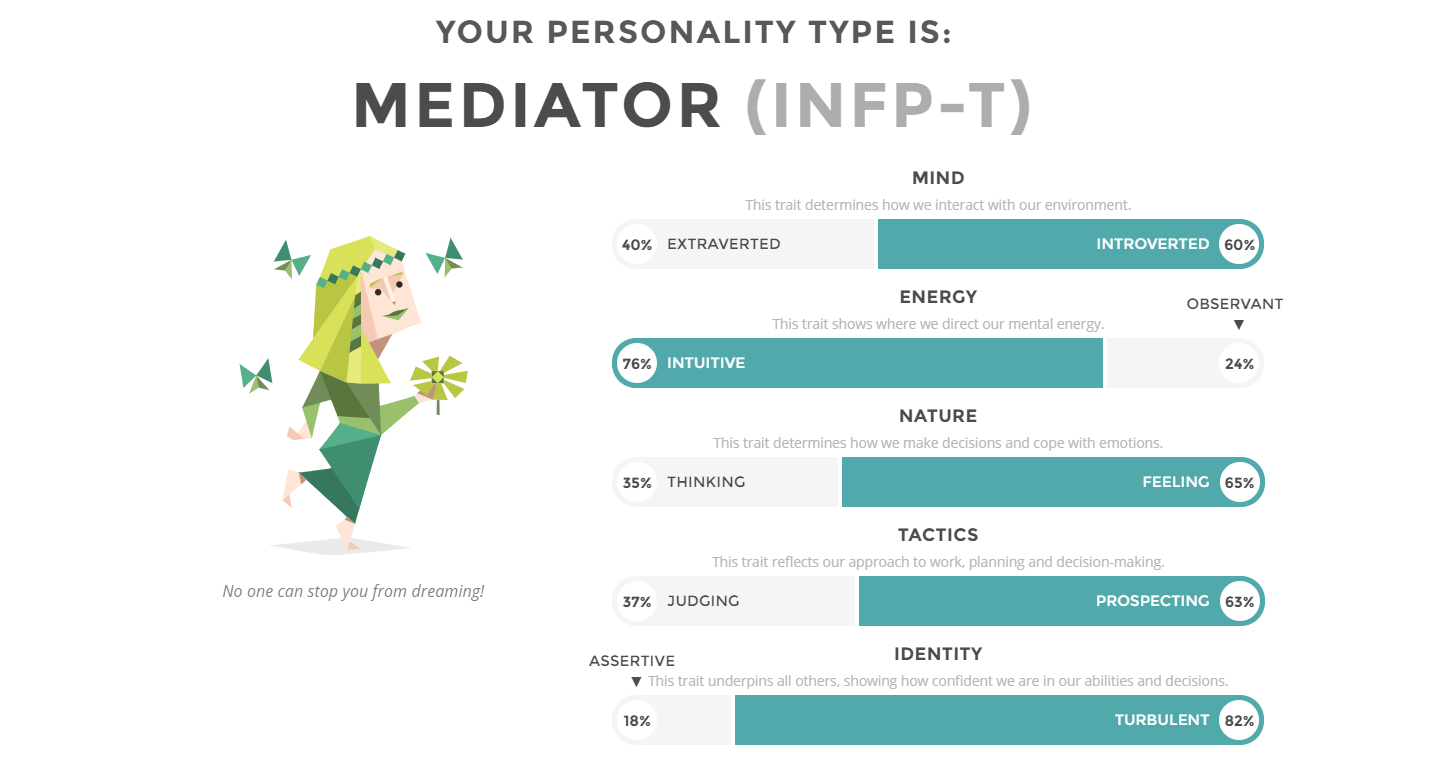 YOUR PERSONALITY TYPE IS:
MEDIATOR (INFP-T)
MIND
This trait determines how we interact with our environment.
40% EXTRAVERTED INTROVERTED 60%
ENERGY
OBSERVANT
This trait shows where we direct our mental energy.
76% INTUITIVE 24%
NATURE
This trait determines how we make decisions and cope with emotions.
35% THINKING FEELING 65%
TACTICS
This trait reflects our approach to work, planning and decision-making.
37% JUDGING PROSPECTING 63%
IDENTITY
ASSERTIVE
This trait underpins all others, showing how confident we are in our abilities and decisions.
18% TURBULENT 82%
No one can stop you from dreaming!